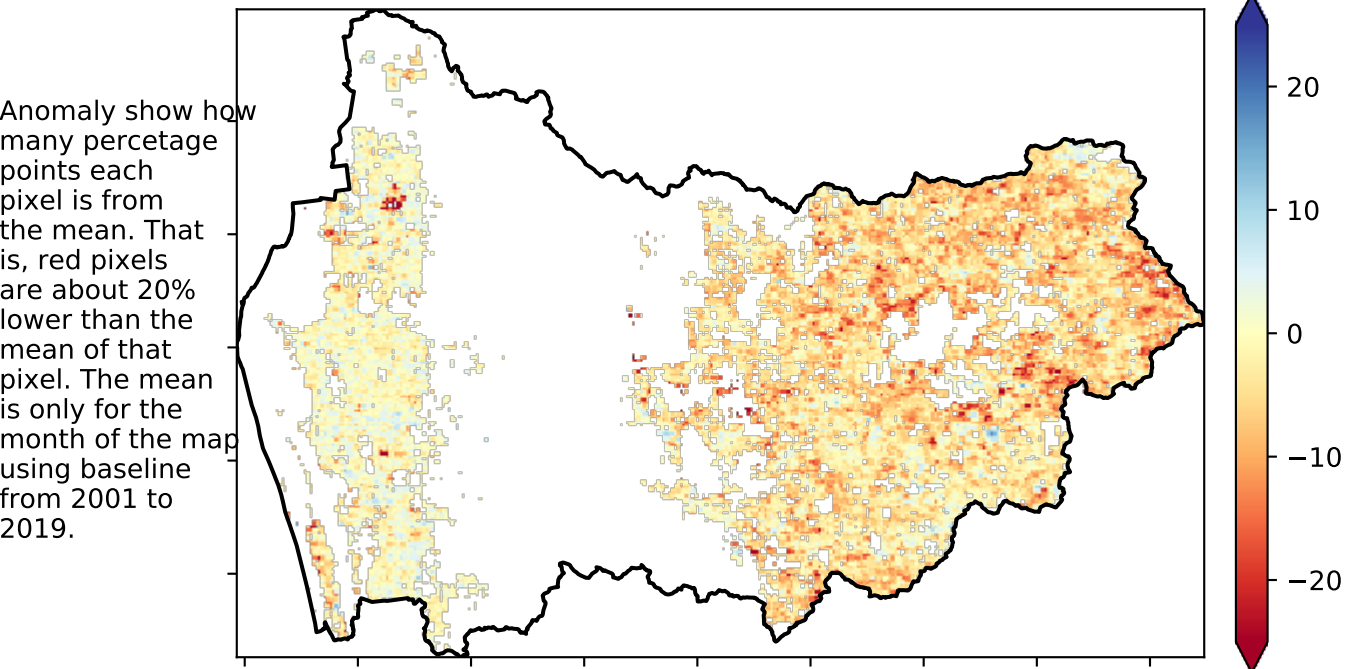 Anomaly show how
many percetage
points each
pixel is from
the mean. That
is, red pixels
are about 20%
lower than the
mean of that
pixel. The mean
is only for the
month of the map
using baseline
from 2001 to
2019.
20
10
0
−10
−20